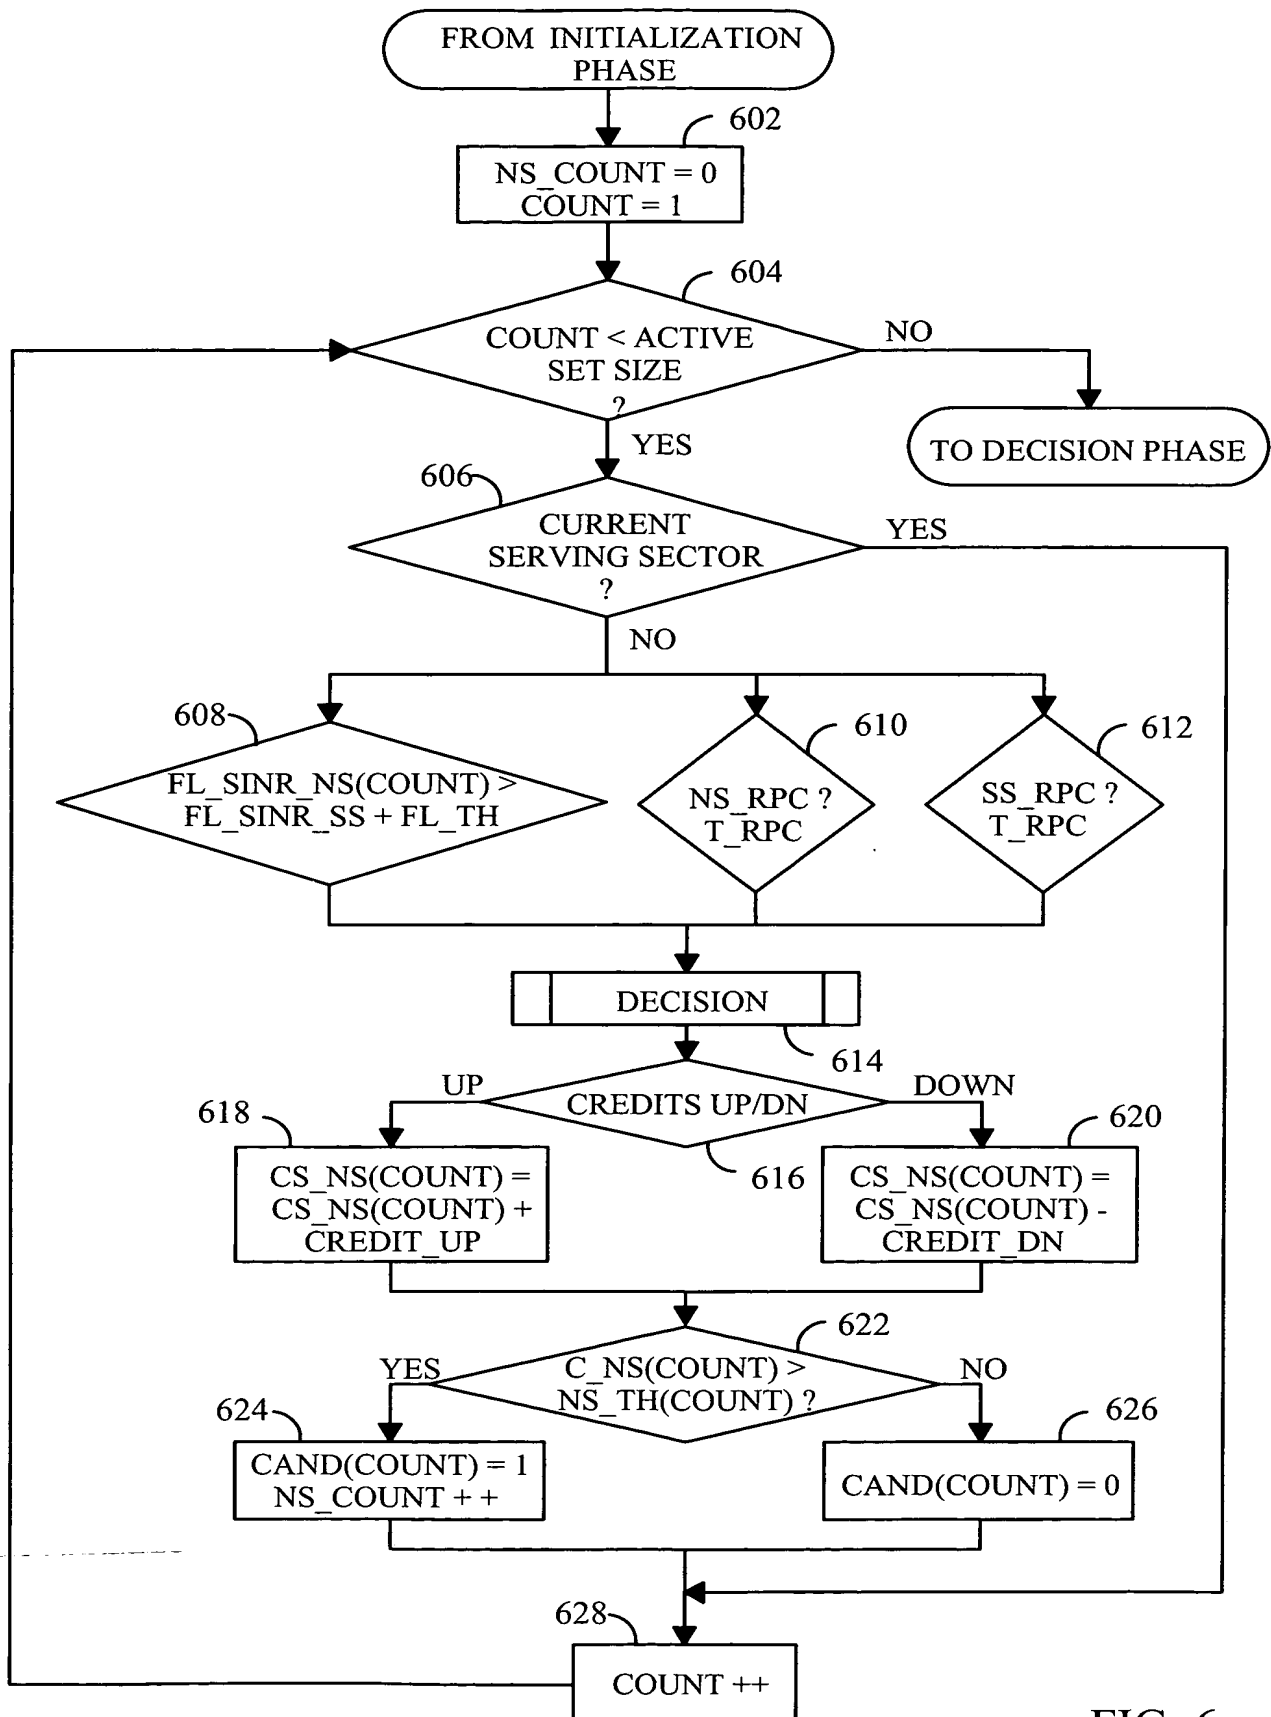 FROM INITIALIZATION
PHASE
602
NS_COUNT = 0
COUNT = 1
604
COUNT < ACTIVE
SET SIZE
?
NO
TO DECISION PHASE
YES
606
CURRENT
SERVING SECTOR
?
YES
NO
608
FL_SINR_NS(COUNT) >
FL_SINR_SS + FL_TH
610
NS_RPC ?
T_RPC
612
SS_RPC ?
T_RPC
DECISION
614
UP
CREDITS UP/DN
DOWN
616
618
CS_NS(COUNT) =
CS_NS(COUNT) +
CREDIT_UP
620
CS_NS(COUNT) =
CS_NS(COUNT) -
CREDIT_DN
622
YES
C_NS(COUNT) >
NS_TH(COUNT) ?
NO
624
CAND(COUNT) = 1
NS_COUNT + +
626
CAND(COUNT) = 0
628
COUNT ++
FIG. 6